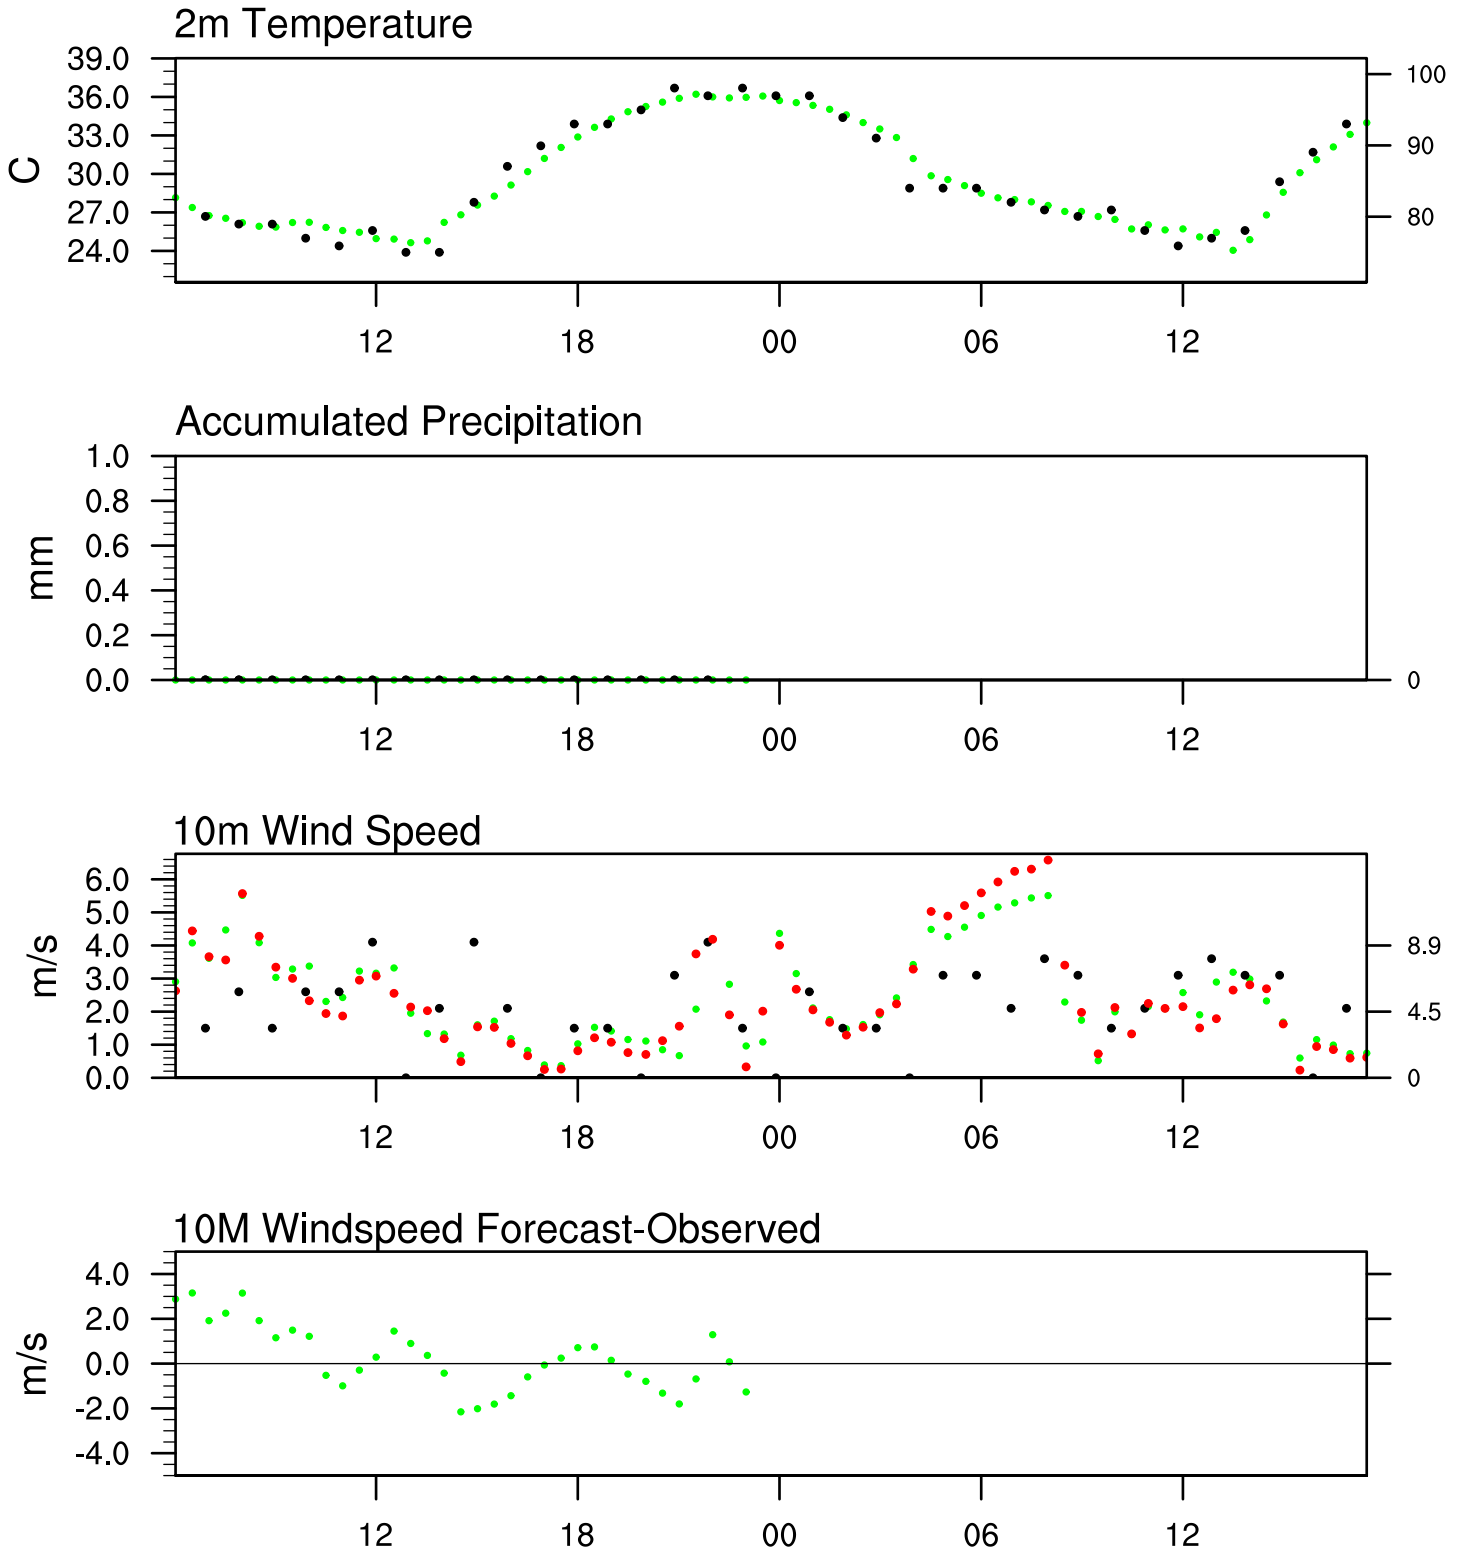 2m Temperature
39.0
36.0
33.0
30.0
27.0
24.0
C
100
90
80
12 18 00 06 12
Accumulated Precipitation
1.0
0.8
0.6
0.4
0.2
0.0
mm
0
12 18 00 06 12
10m Wind Speed
6.0
5.0
4.0
3.0
2.0
1.0
0.0
m/s
8.9
4.5
0
12 18 00 06 12
10M Windspeed Forecast-Observed
4.0
2.0
0.0
-2.0
-4.0
m/s
12 18 00 06 12